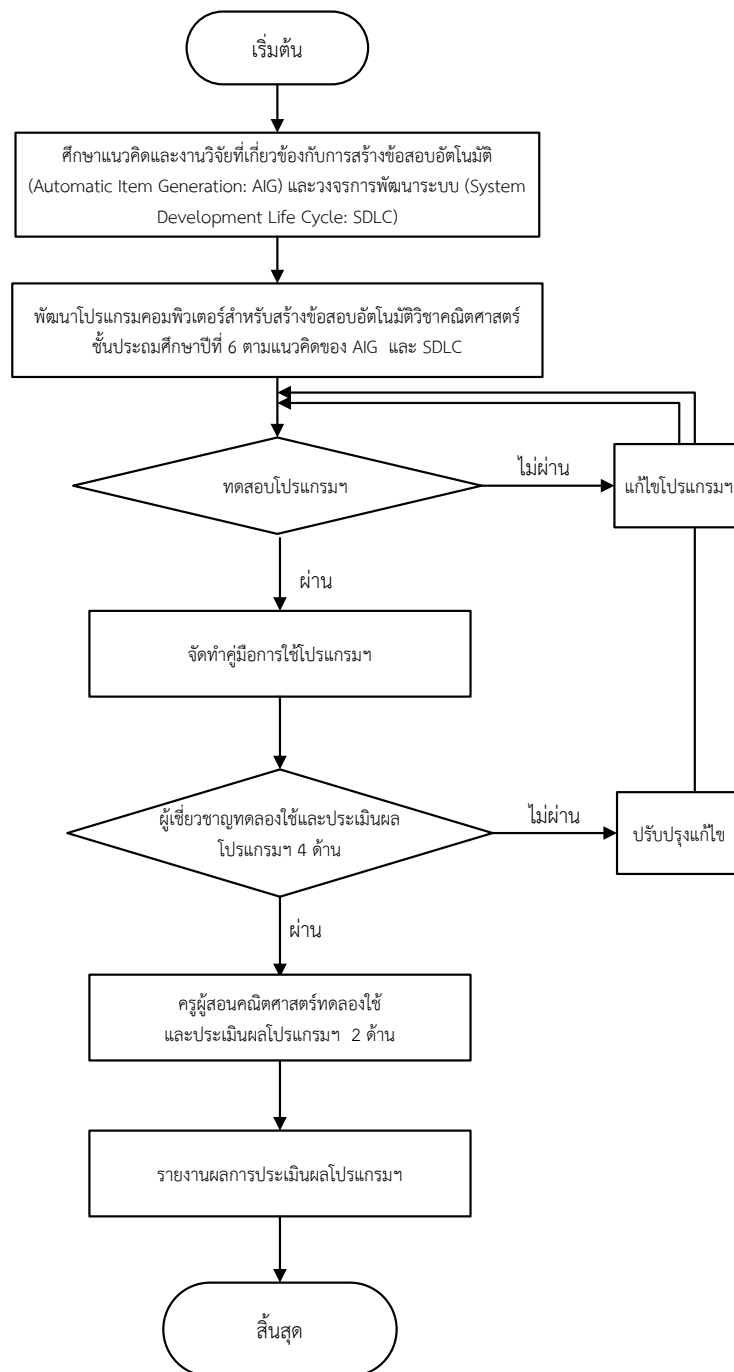 เริ่มต้น
ศึกษาแนวคิดและงานวิจัยที่เกี่ยวข้องกับการสร้างข้อสอบอัตโนมัติ
(Automatic Item Generation: AIG) และวงจรการพัฒนาระบบ (System
Development Life Cycle: SDLC)
พัฒนาโปรแกรมคอมพิวเตอร์สำหรับสร้างข้อสอบอัตโนมัติวิชาคณิตศาสตร์
ชั้นประถมศึกษาปีที่ 6 ตามแนวคิดของ AIG และ SDLC
ทดสอบโปรแกรมฯ
ไม่ผ่าน
แก้ไขโปรแกรมฯ
ผ่าน
จัดทำคู่มือการใช้โปรแกรมฯ
ผู้เชี่ยวชาญทดลองใช้และประเมินผล
โปรแกรมฯ 4 ด้าน
ไม่ผ่าน
ปรับปรุงแก้ไข
ผ่าน
ครูผู้สอนคณิตศาสตร์ทดลองใช้
และประเมินผลโปรแกรมฯ 2 ด้าน
รายงานผลการประเมินผลโปรแกรมฯ
สิ้นสุด